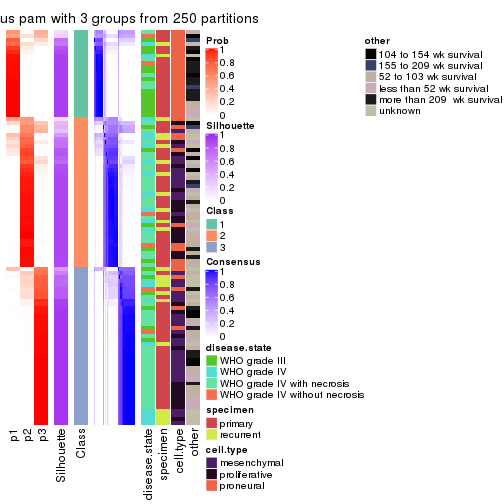 us pam with 3 groups from 250 partitions
Prob
1
0.8
0.6
0.4
0.2
0
Silhouette
1
0.8
0.6
0.4
0.2
0
Class
1
2
3
Consensus
1
0.8
0.6
0.4
0.2
0
disease.state
WHO grade III
WHO grade IV
WHO grade IV with necrosis
WHO grade IV without necrosis
specimen
primary
recurrent
cell.type
mesenchymal
proliferative
proneural
other
104 to 154 wk survival
155 to 209 wk survival
52 to 103 wk survival
less than 52 wk survival
more than 209  wk survival
unknown
p1
p2
p3
Silhouette
Class
disease.state
specimen
cell.type
other